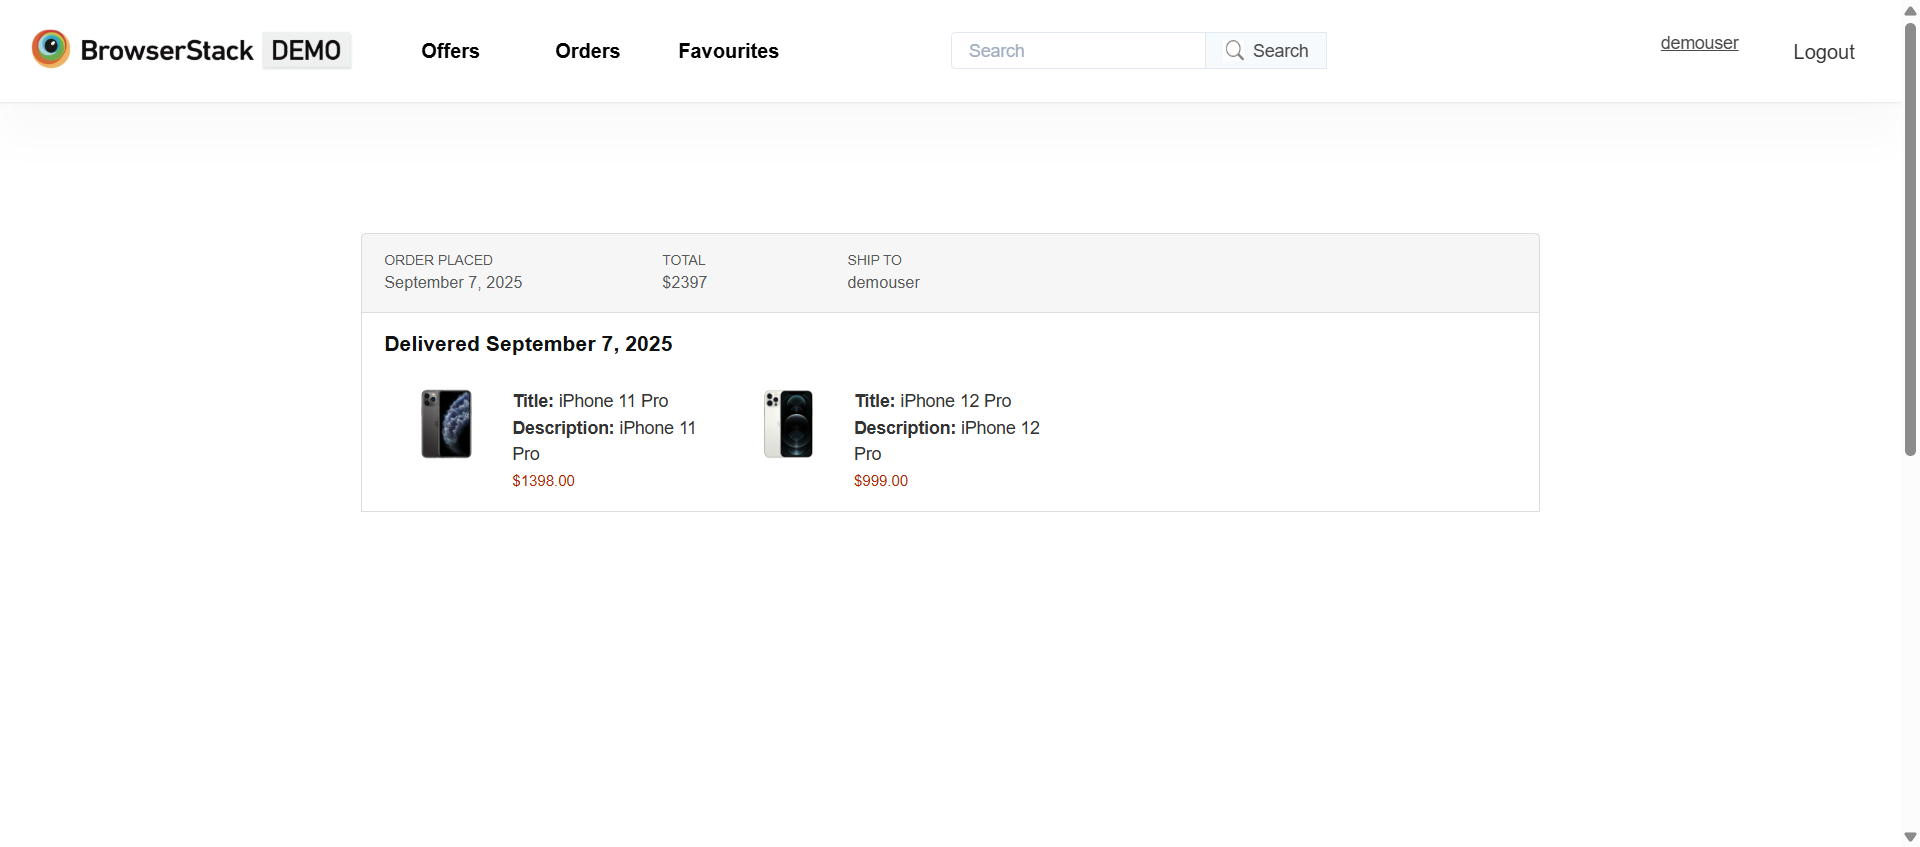 BrowserStack DEMO
Offers
Orders
Favourites
Search
Search
demouser
Logout
ORDER PLACED
September 7, 2025
TOTAL
$2397
SHIP TO
demouser
Delivered September 7, 2025
Title: iPhone 11 Pro
Description: iPhone 11
Pro
$1398.00
Title: iPhone 12 Pro
Description: iPhone 12
Pro
$999.00